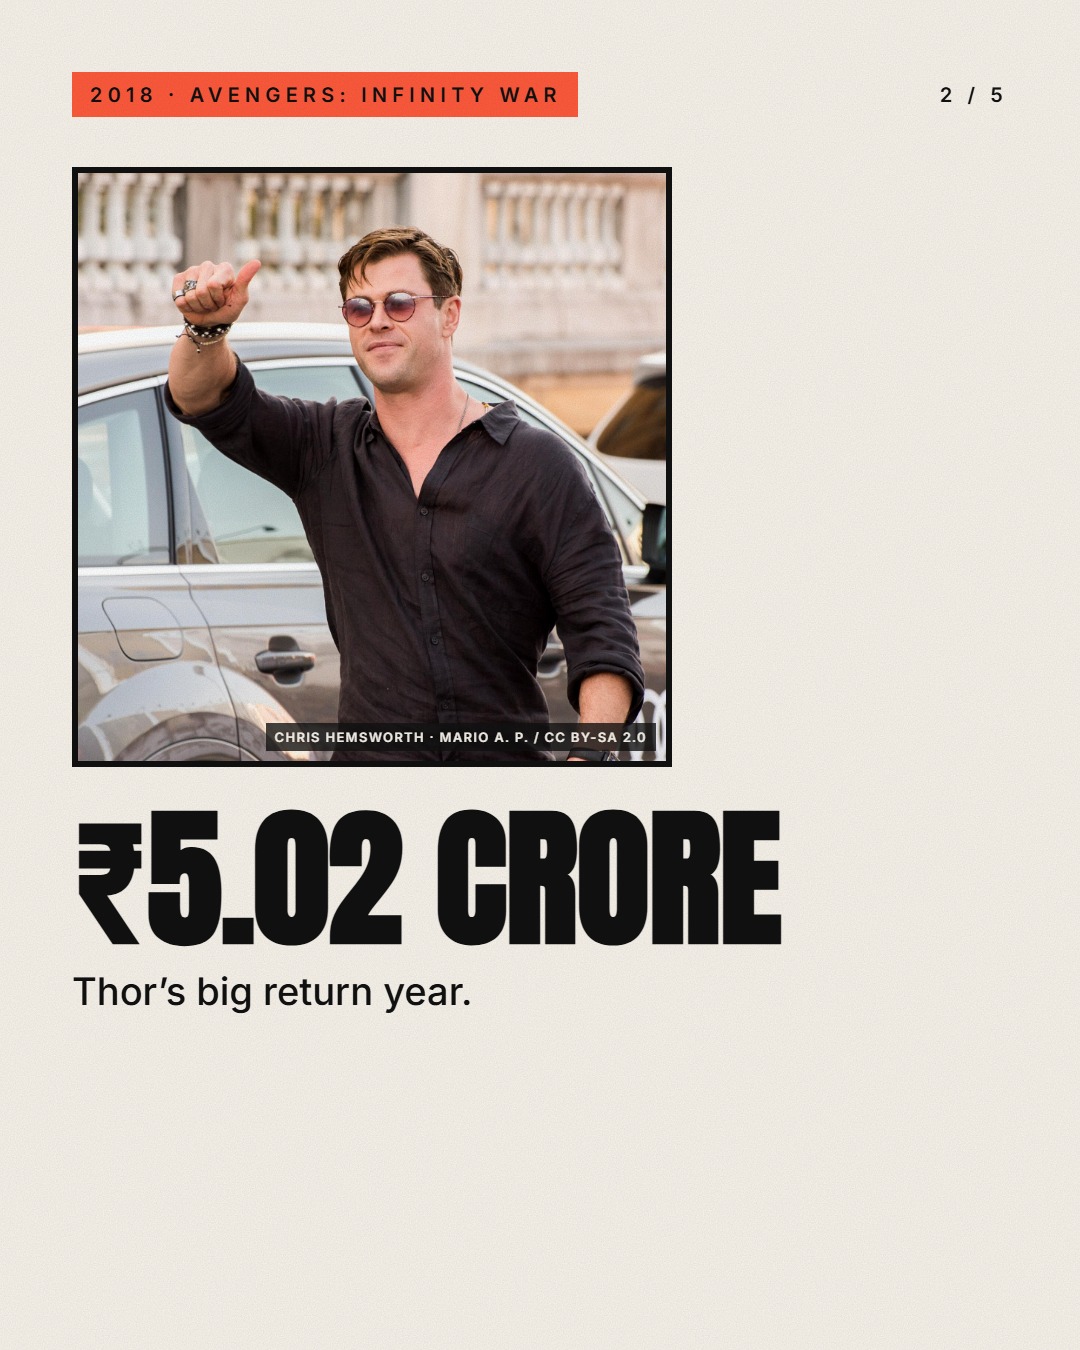 2018 · AVENGERS: INFINITY WAR
2 / 5
CHRIS HEMSWORTH · MARIO A. P. / CC BY-SA 2.0
₹5.02 CRORE
Thor’s big return year.